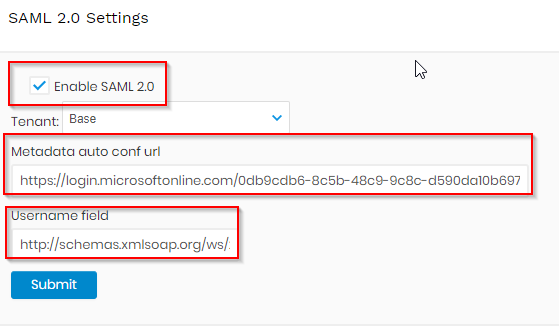 SAML 2.0 Settings
Enable SAML 2.0
Tenant: Base
Metadata auto conf url
https://login.microsoftonline.com/0db9cdb6-8c5b-48c9-9c8c-d590da10b697
Username field
http://schemas.xmlsoap.org/ws/
Submit